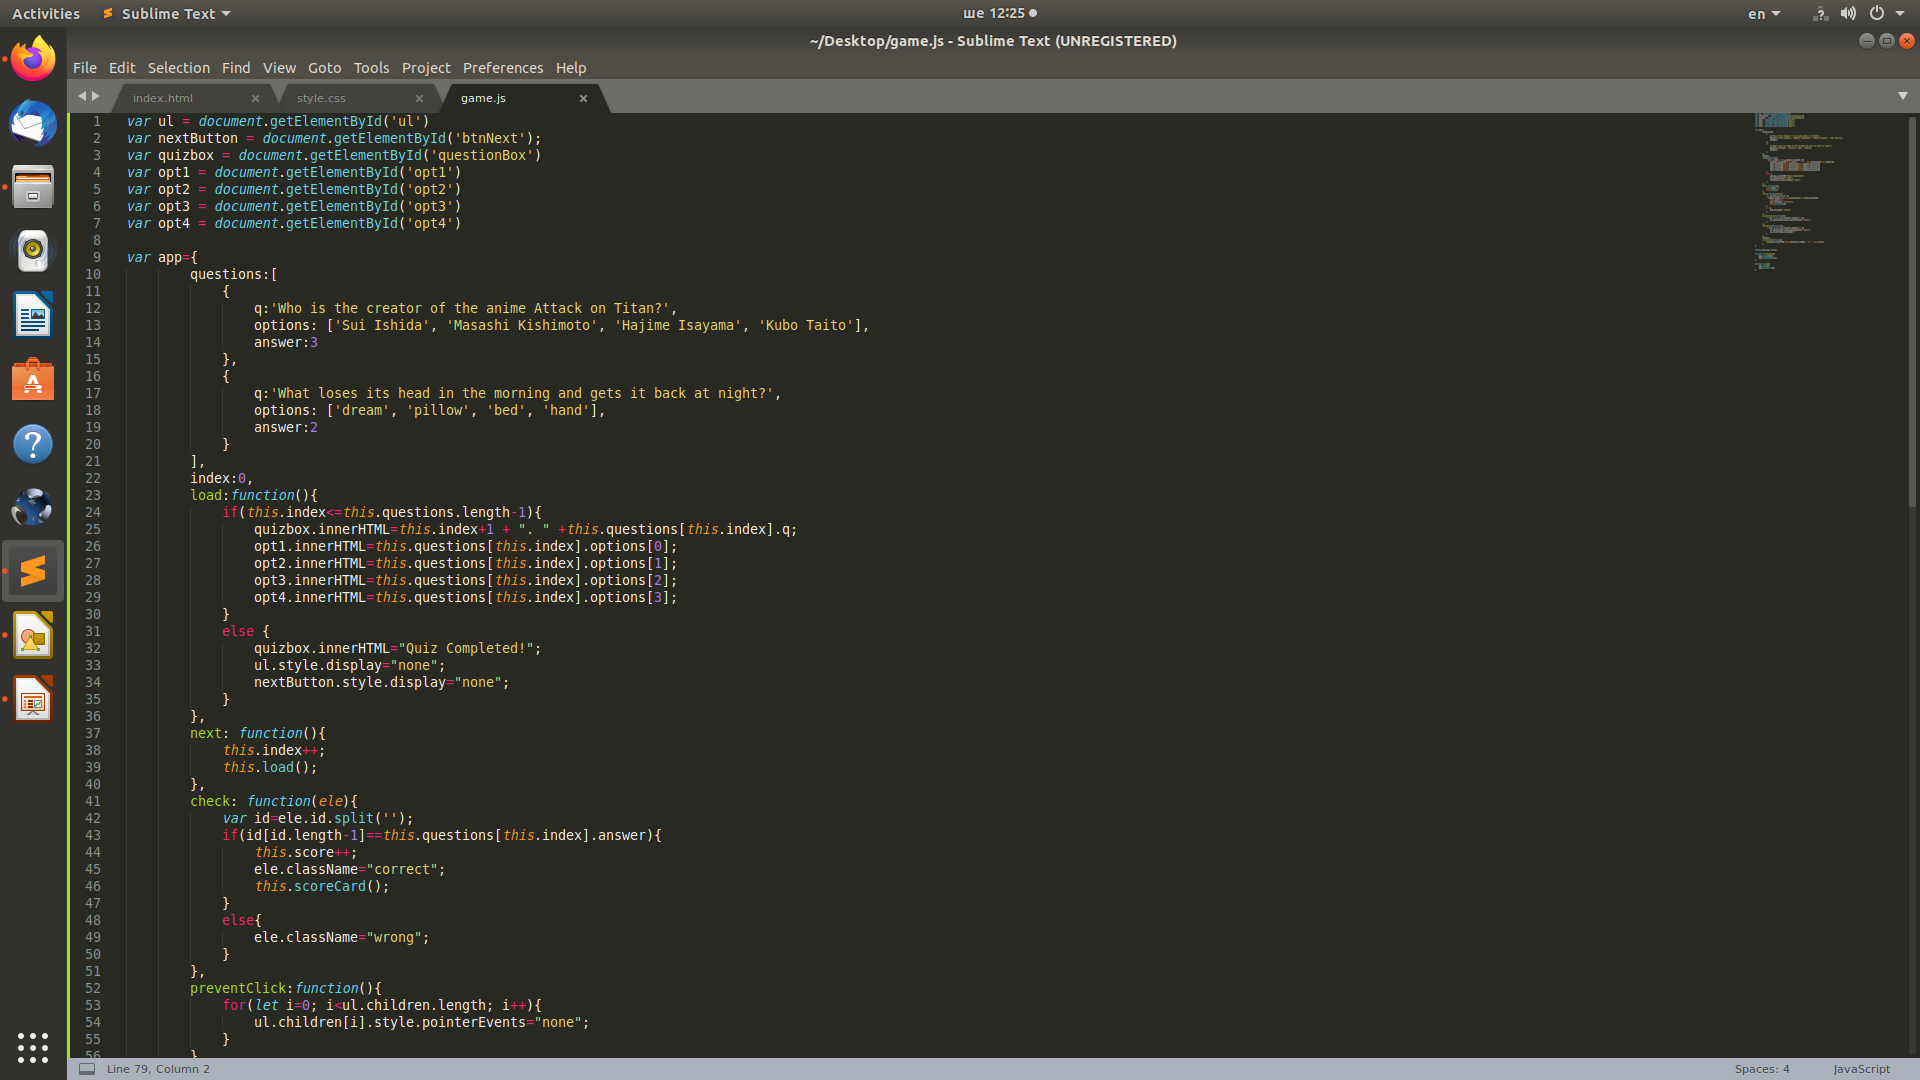 Activities Sublime Text ше 12:25 en
~/Desktop/game.js - Sublime Text (UNREGISTERED)
File Edit Selection Find View Goto Tools Project Preferences Help
index.html × style.css × game.js ×
1 var ul = document.getElementById('ul')
2 var nextButton = document.getElementById('btnNext');
3 var quizbox = document.getElementById('questionBox')
4 var opt1 = document.getElementById('opt1')
5 var opt2 = document.getElementById('opt2')
6 var opt3 = document.getElementById('opt3')
7 var opt4 = document.getElementById('opt4')
8
9 var app={
10 questions:[
11 {
12 q:'Who is the creator of the anime Attack on Titan?',
13 options: ['Sui Ishida', 'Masashi Kishimoto', 'Hajime Isayama', 'Kubo Taito'],
14 answer:3
15 },
16 {
17 q:'What loses its head in the morning and gets it back at night?',
18 options: ['dream', 'pillow', 'bed', 'hand'],
19 answer:2
20 }
21 ],
22 index:0,
23 load:function(){
24 if(this.index<=this.questions.length-1){
25 quizbox.innerHTML=this.index+1 + ". " +this.questions[this.index].q;
26 opt1.innerHTML=this.questions[this.index].options[0];
27 opt2.innerHTML=this.questions[this.index].options[1];
28 opt3.innerHTML=this.questions[this.index].options[2];
29 opt4.innerHTML=this.questions[this.index].options[3];
30 }
31 else {
32 quizbox.innerHTML="Quiz Completed!";
33 ul.style.display="none";
34 nextButton.style.display="none";
35 }
36 },
37 next: function(){
38 this.index++;
39 this.load();
40 },
41 check: function(ele){
42 var id=ele.id.split('');
43 if(id[id.length-1]==this.questions[this.index].answer){
44 this.score++;
45 ele.className="correct";
46 this.scoreCard();
47 }
48 else{
49 ele.className="wrong";
50 }
51 },
52 preventClick:function(){
53 for(let i=0; i<ul.children.length; i++){
54 ul.children[i].style.pointerEvents="none";
55 }
56 }
Line 79, Column 2 Spaces: 4 JavaScript